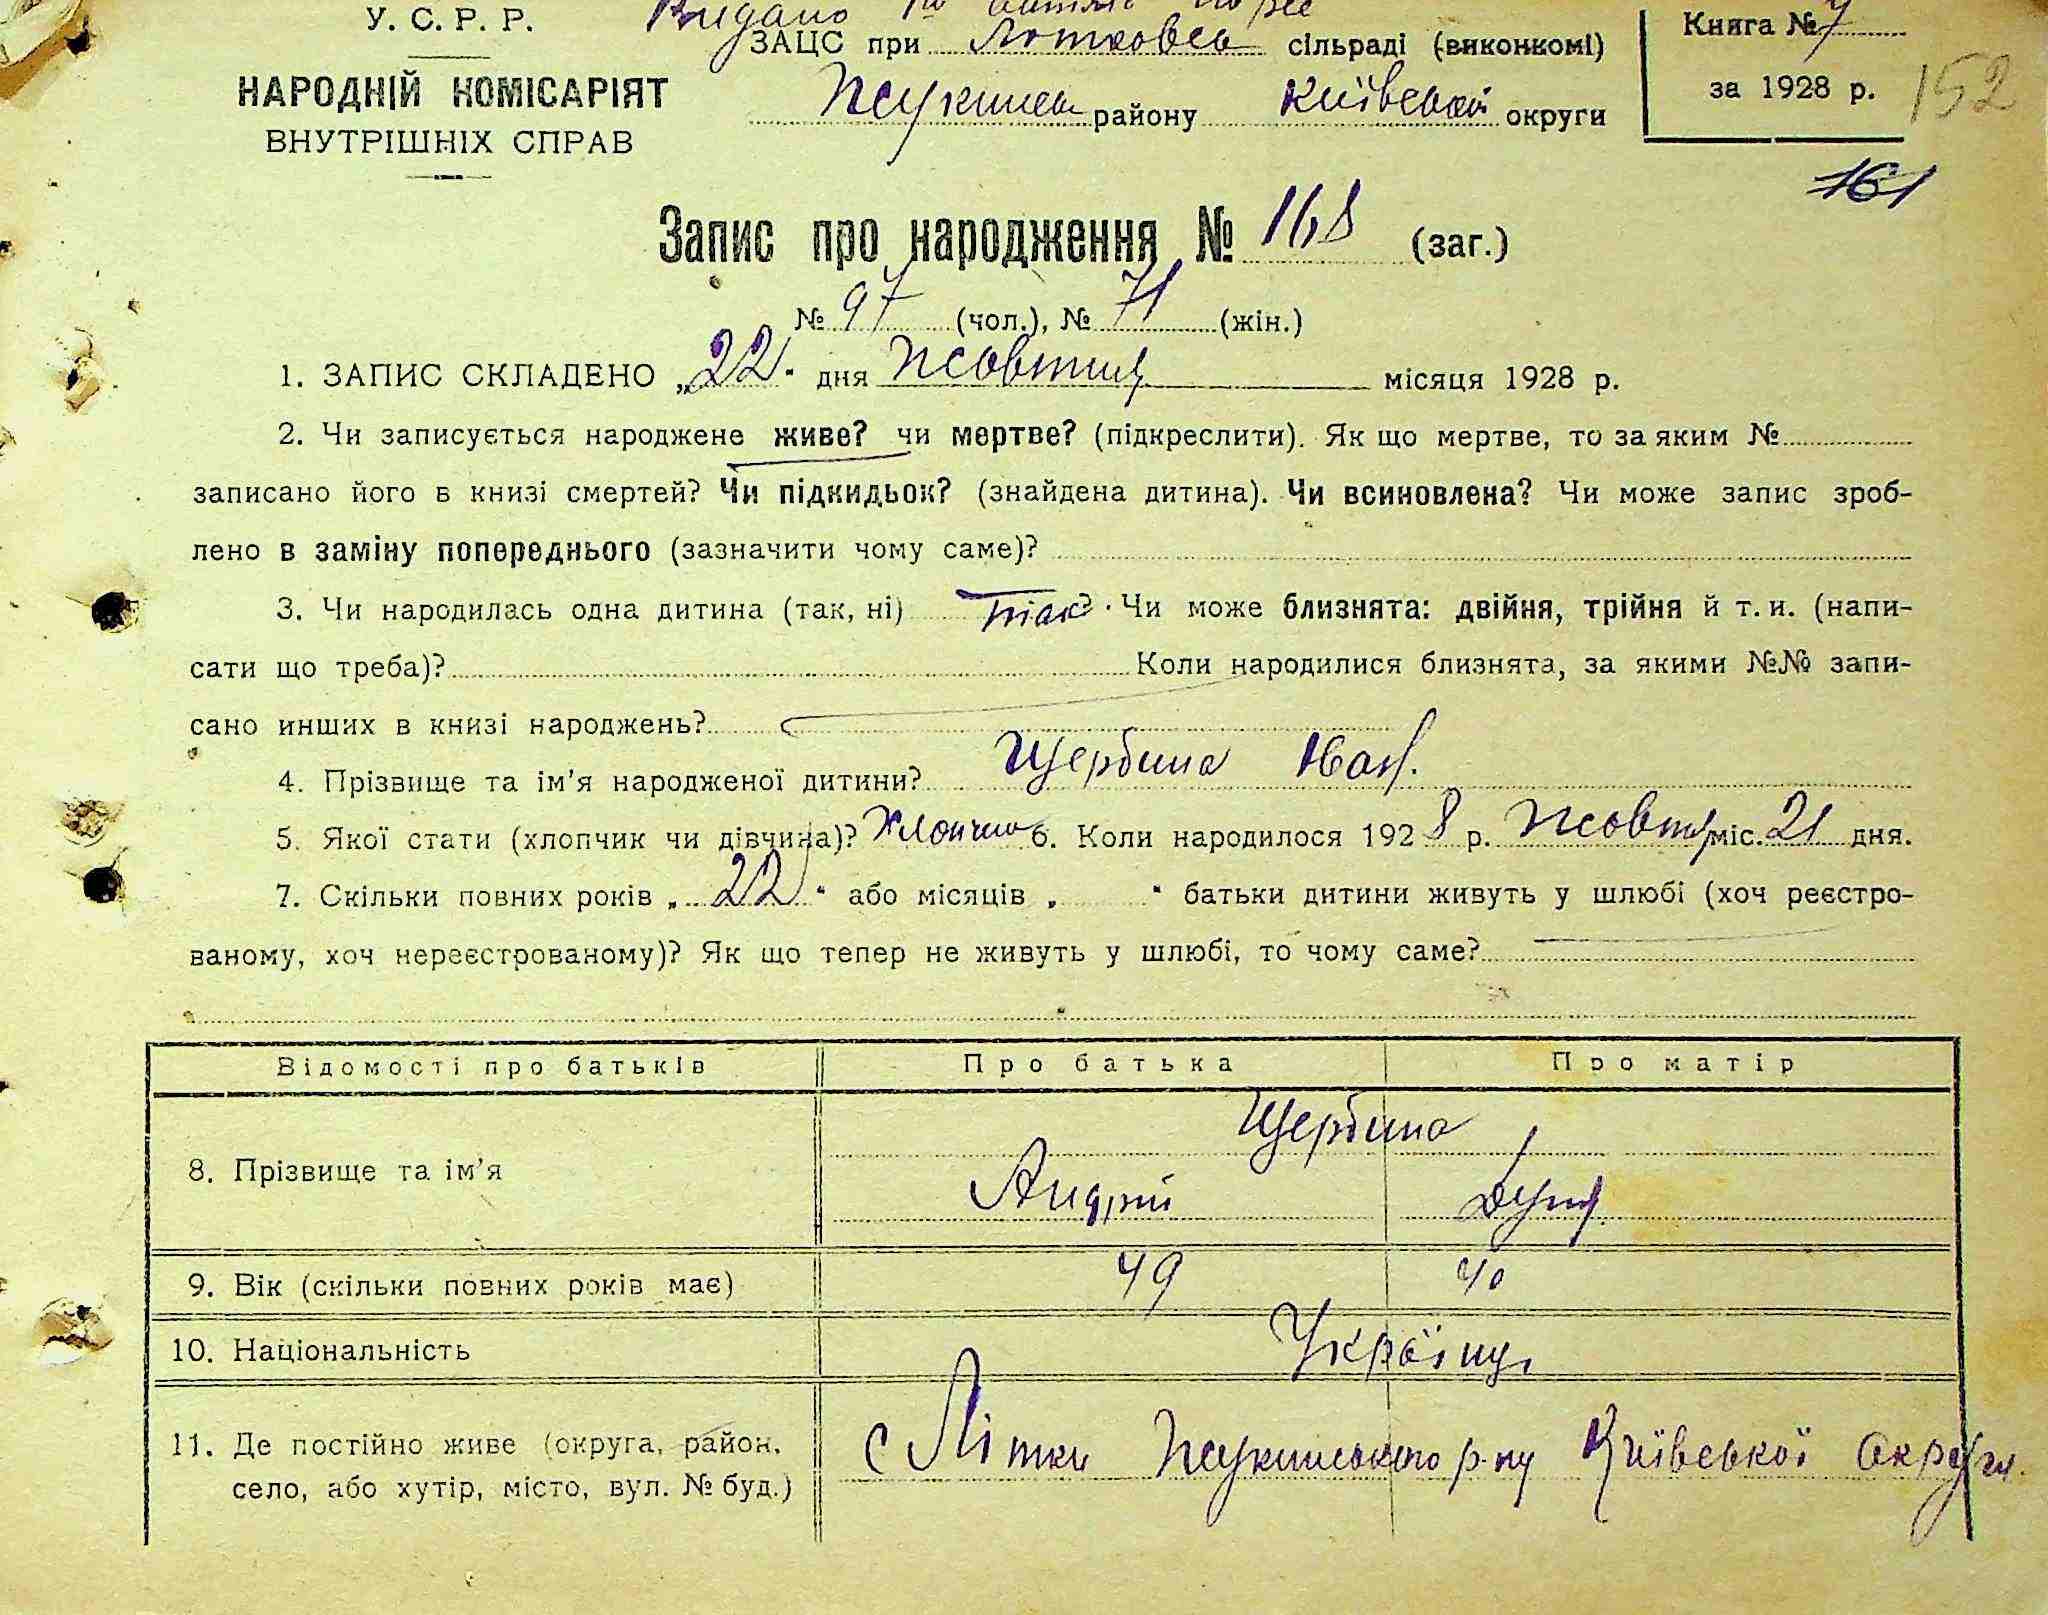 У. С. Р. Р.
Видано
НАРОДНІЙ КОМІСАРІЯТ
ВНУТРІШНІХ СПРАВ
ЗАЦС при Літковсь сільраді (виконкомі)
району Київської округи
Книга № 7
за 1928 р.
152
161
Запис про народження № 168 (заг.)
№ 97 (чол.), № 71 (жін.)
1. ЗАПИС СКЛАДЕНО „22“ дня Жовтня місяця 1928 р.
2. Чи записується народжене живе? чи мертве? (підкреслити). Як що мертве, то за яким №
записано його в книзі смертей? Чи підкидьок? (знайдена дитина). Чи всиновлена? Чи може запис зроб-
лено в заміну попереднього (зазначити чому саме)?
3. Чи народилась одна дитина (так, ні) Так. Чи може близнята: двійня, трійня й т. и. (напи-
сати що треба)? Коли народилися близнята, за якими №№ запи-
сано инших в книзі народжень?
4. Прізвище та ім’я народженої дитини? Щербина Іван.
5. Якої стати (хлопчик чи дівчина)? Хлопчик 6. Коли народилося 1928 р. Жовтня міс. 21 дня.
7. Скільки повних років „22“ або місяців „ “ батьки дитини живуть у шлюбі (хоч реєстро-
ваному, хоч нереєстрованому)? Як що тепер не живуть у шлюбі, то чому саме?
Відомості про батьків Про батька Про матір
Щербина
8. Прізвище та ім’я Андрій
9. Вік (скільки повних років має) 49 40
10. Національність Україн
11. Де постійно живе (округа, район, с Літки р-ну Київської Округи.
село, або хутір, місто, вул. № буд.)